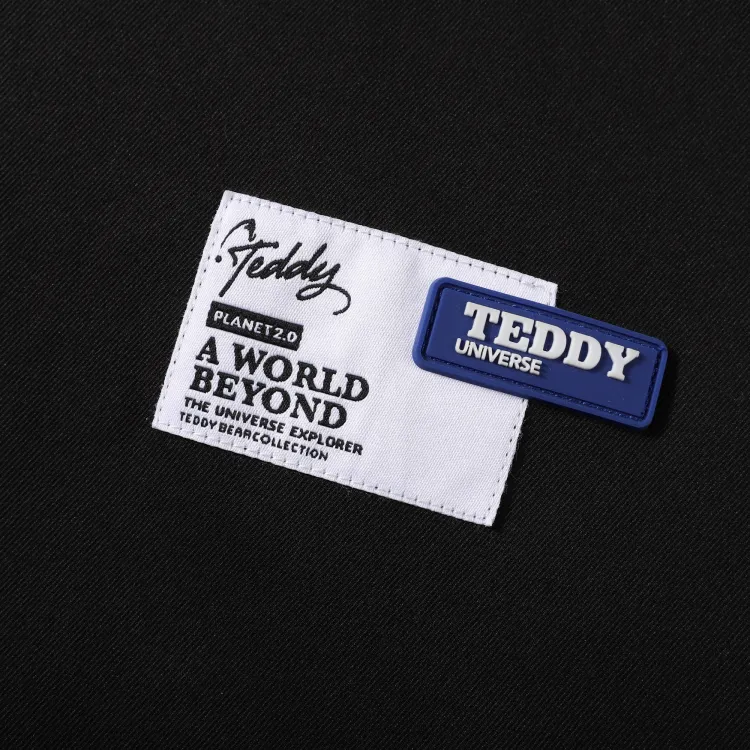 Teddy
PLANET2.0
A WORLD
BEYOND
THE UNIVERSE EXPLORER
TEDDYBEARCOLLECTION
TEDDY
UNIVERSE